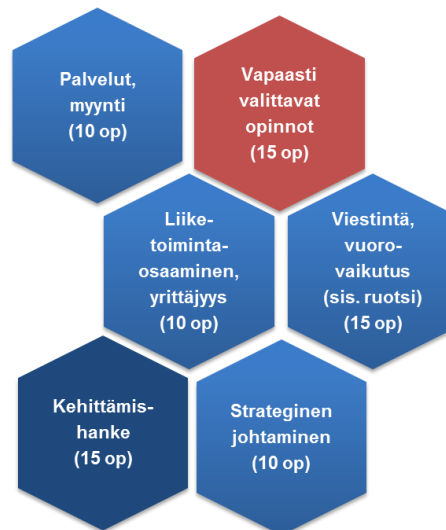 Palvelut,
myynti
(10 op)
Vapaasti
valittavat
opinnot
(15 op)
Liike-
toiminta-
osaaminen,
yrittäjyys
(10 op)
Viestintä,
vuoro-
vaikutus
(sis. ruotsi)
(15 op)
Kehittämis-
hanke
(15 op)
Strateginen
johtaminen
(10 op)